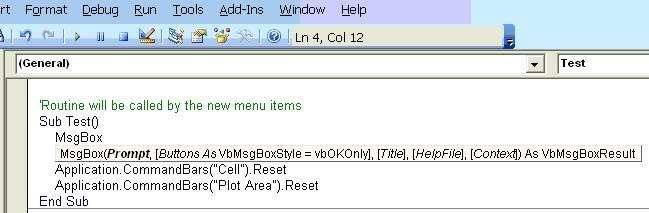 rt Format Debug Run Tools Add-Ins Window Help
Ln 4, Col 12
(General) Test
'Routine will be called by the new menu items
Sub Test()
MsgBox
MsgBox(Prompt, [Buttons As VbMsgBoxStyle = vbOKOnly], [Title], [HelpFile], [Context]) As VbMsgBoxResult
Application.CommandBars("Cell").Reset
Application.CommandBars("Plot Area").Reset
End Sub